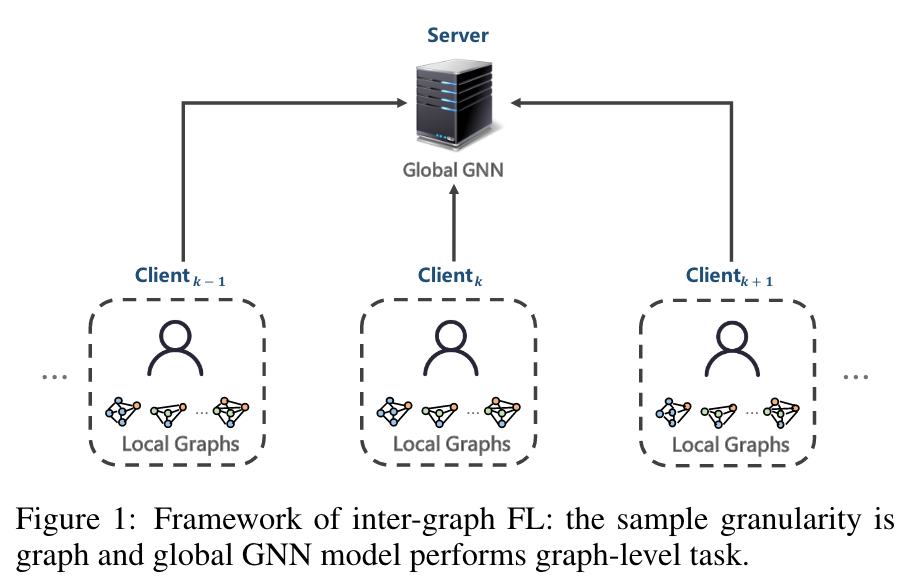 Server
Global GNN
Client k − 1
Client k
Client k + 1
...
...
...
...
...
Local Graphs
Local Graphs
Local Graphs
Figure 1: Framework of inter-graph FL: the sample granularity is
graph and global GNN model performs graph-level task.